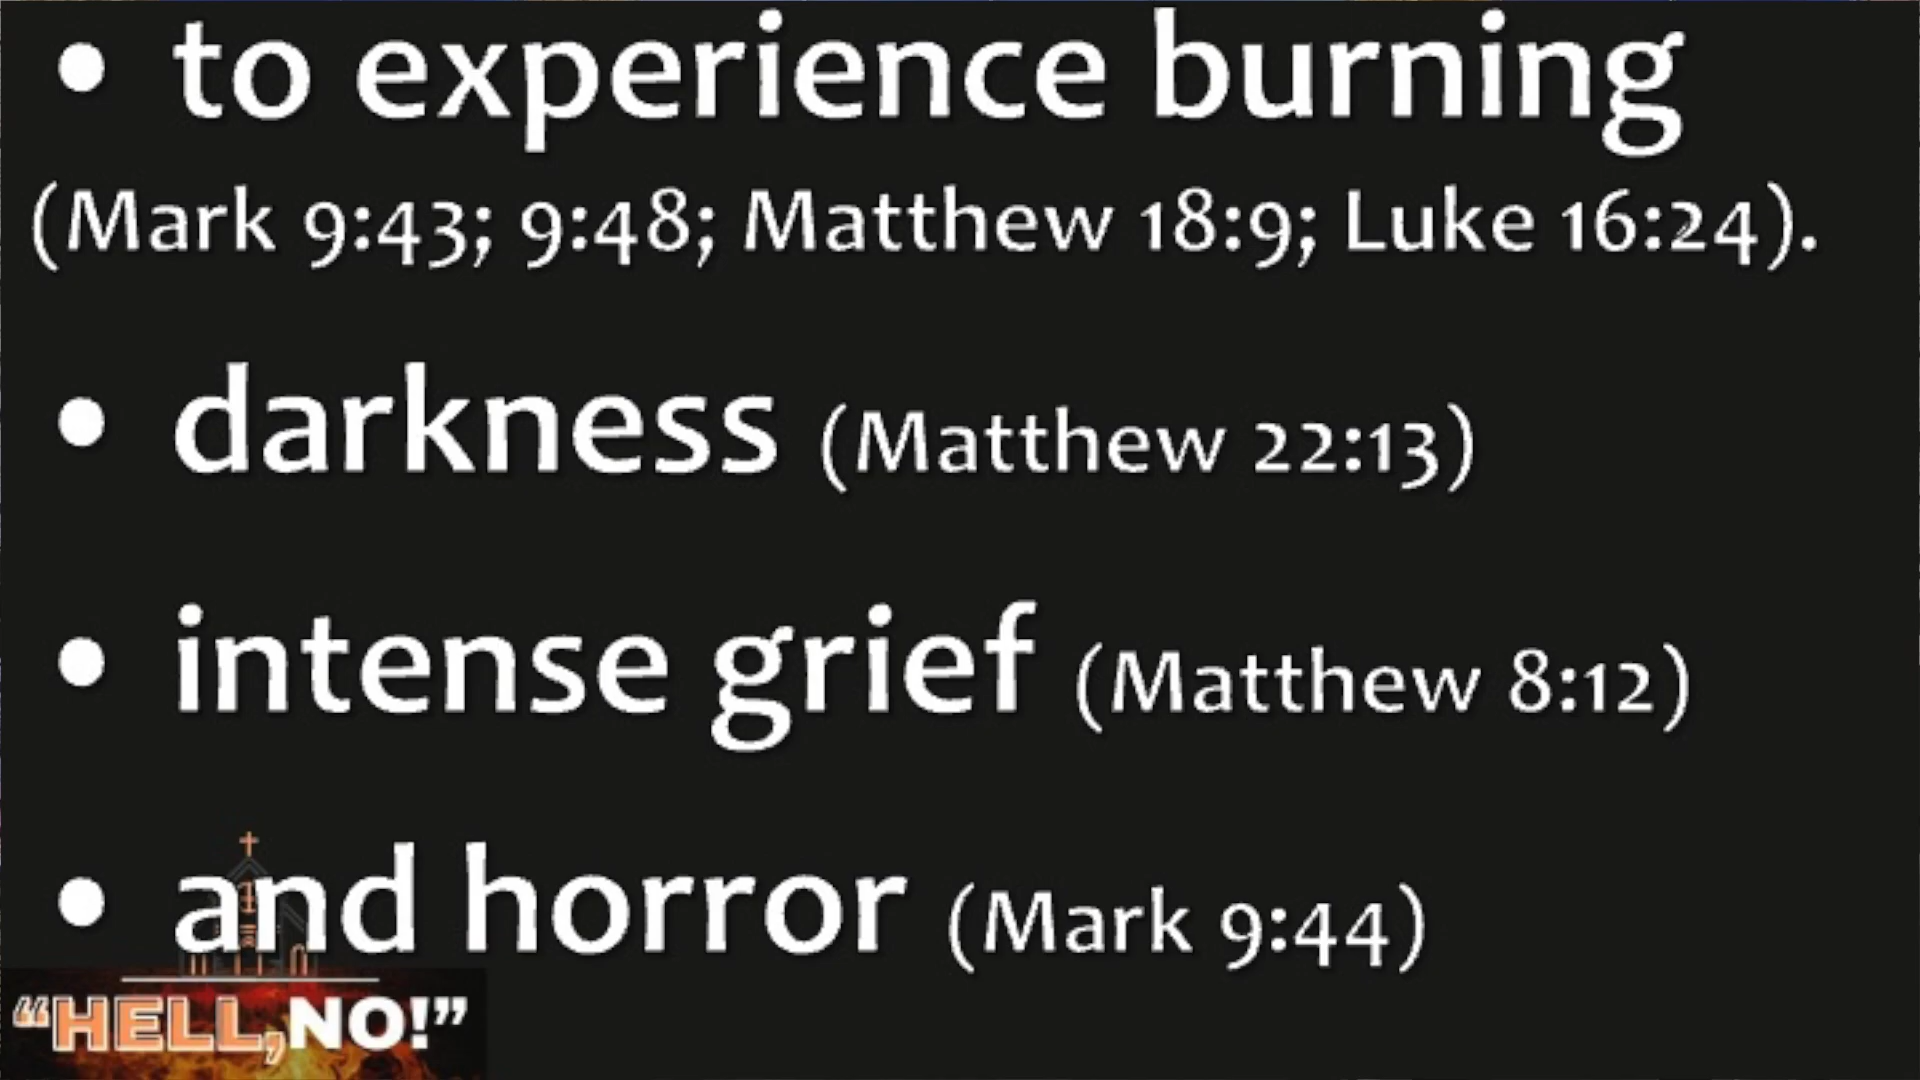 • to experience burning
(Mark 9:43; 9:48; Matthew 18:9; Luke 16:24).
• darkness (Matthew 22:13)
• intense grief (Matthew 8:12)
• and horror (Mark 9:44)
“HELL, NO!”